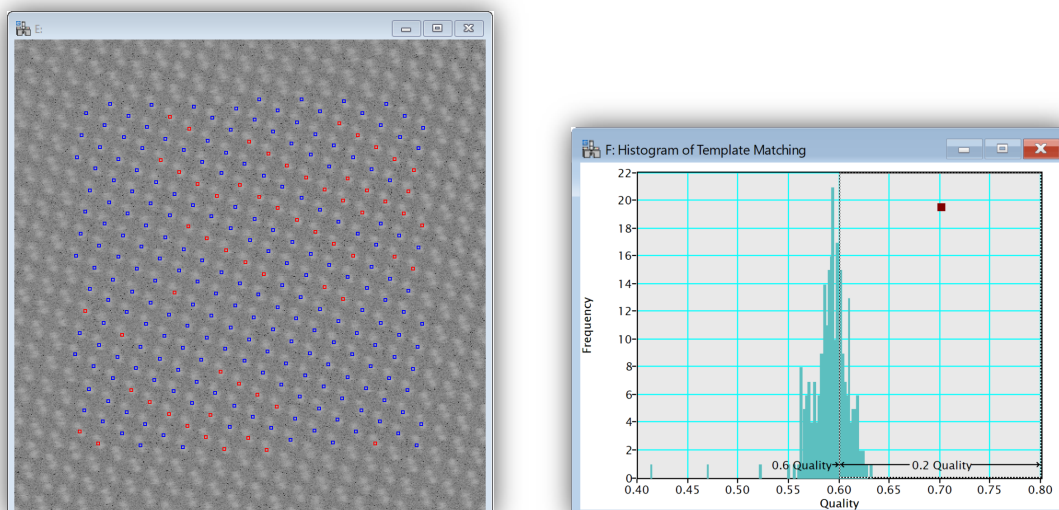 E:
F: Histogram of Template Matching
22
20
18
16
14
12
10
8
6
4
2
0
Frequency
0.6 Quality
0.2 Quality
0.40 0.45 0.50 0.55 0.60 0.65 0.70 0.75 0.80
Quality